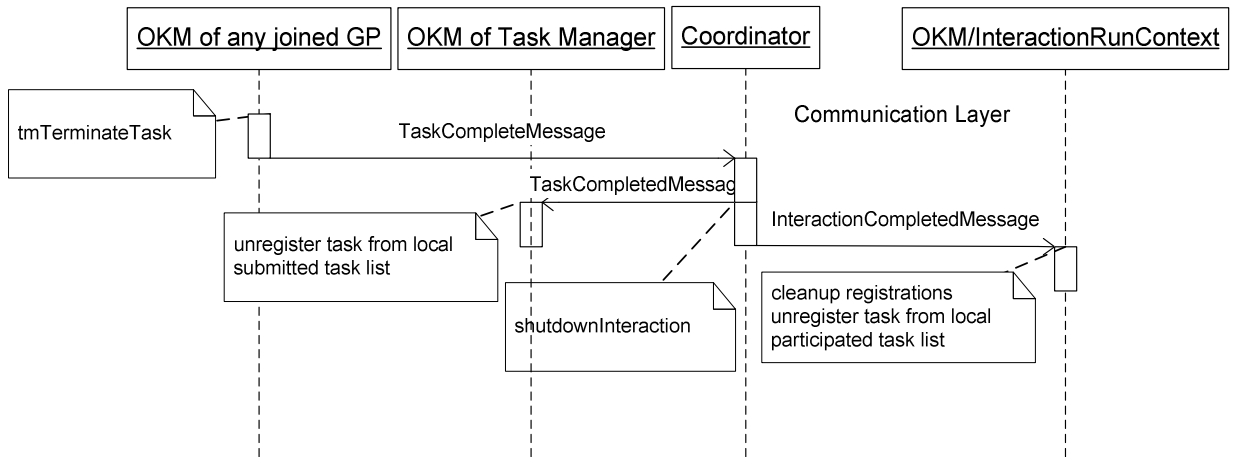 OKM of any joined GP
OKM of Task Manager
Coordinator
OKM/InteractionRunContext
tmTerminateTask
Communication Layer
TaskCompleteMessage
TaskCompletedMessag
InteractionCompletedMessage
unregister task from local
submitted task list
shutdownInteraction
cleanup registrations
unregister task from local
participated task list